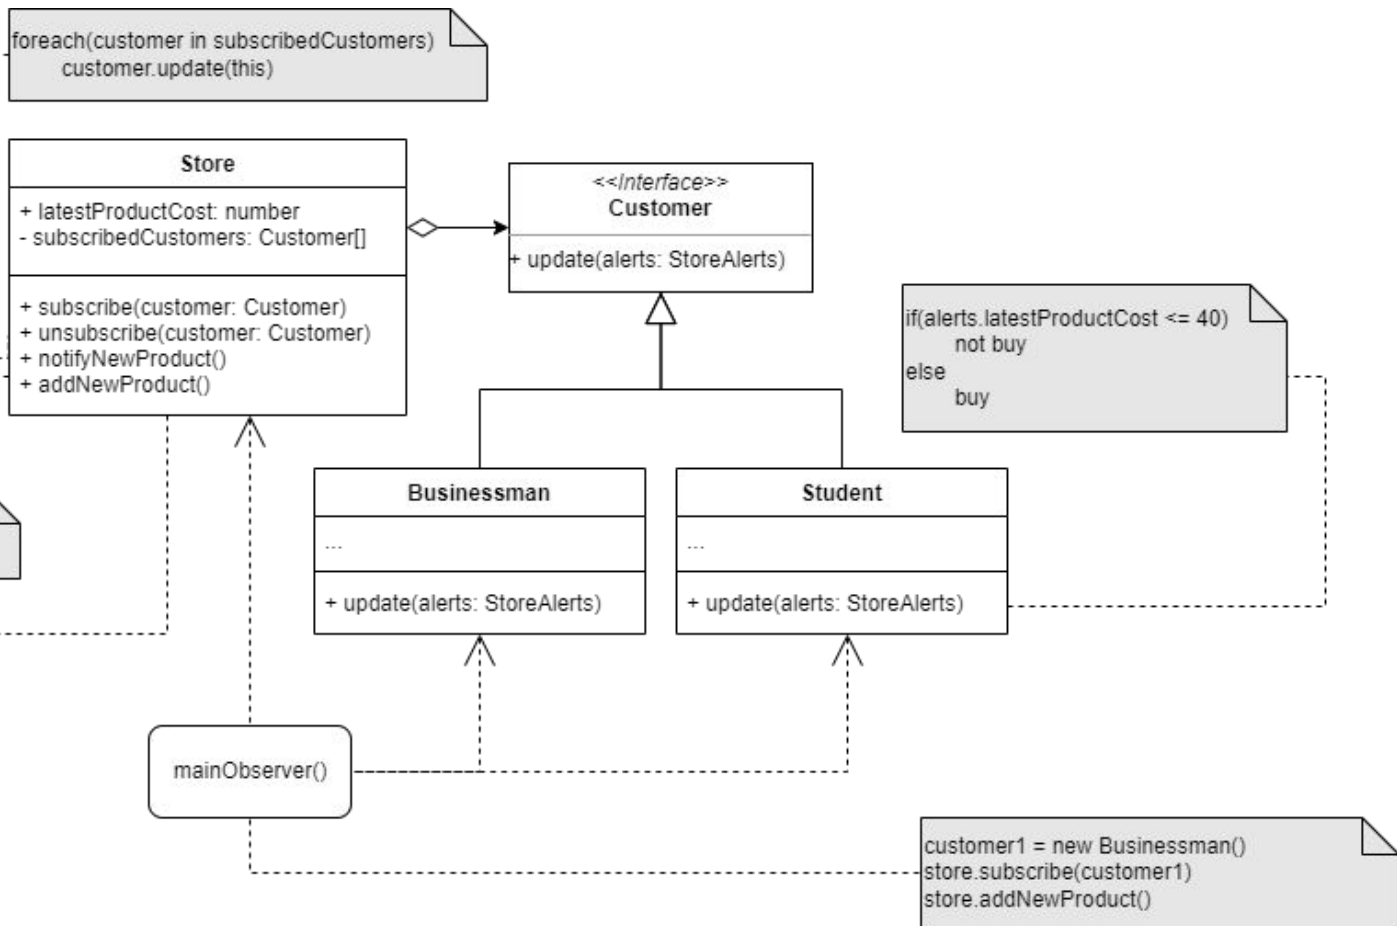 foreach(customer in subscribedCustomers)
customer.update(this)
Store
+ latestProductCost: number
- subscribedCustomers: Customer[]
+ subscribe(customer: Customer)
+ unsubscribe(customer: Customer)
+ notifyNewProduct()
+ addNewProduct()
<<Interface>>
Customer
+ update(alerts: StoreAlerts)
if(alerts.latestProductCost <= 40)
not buy
else
buy
Businessman
...
+ update(alerts: StoreAlerts)
Student
...
+ update(alerts: StoreAlerts)
mainObserver()
customer1 = new Businessman()
store.subscribe(customer1)
store.addNewProduct()